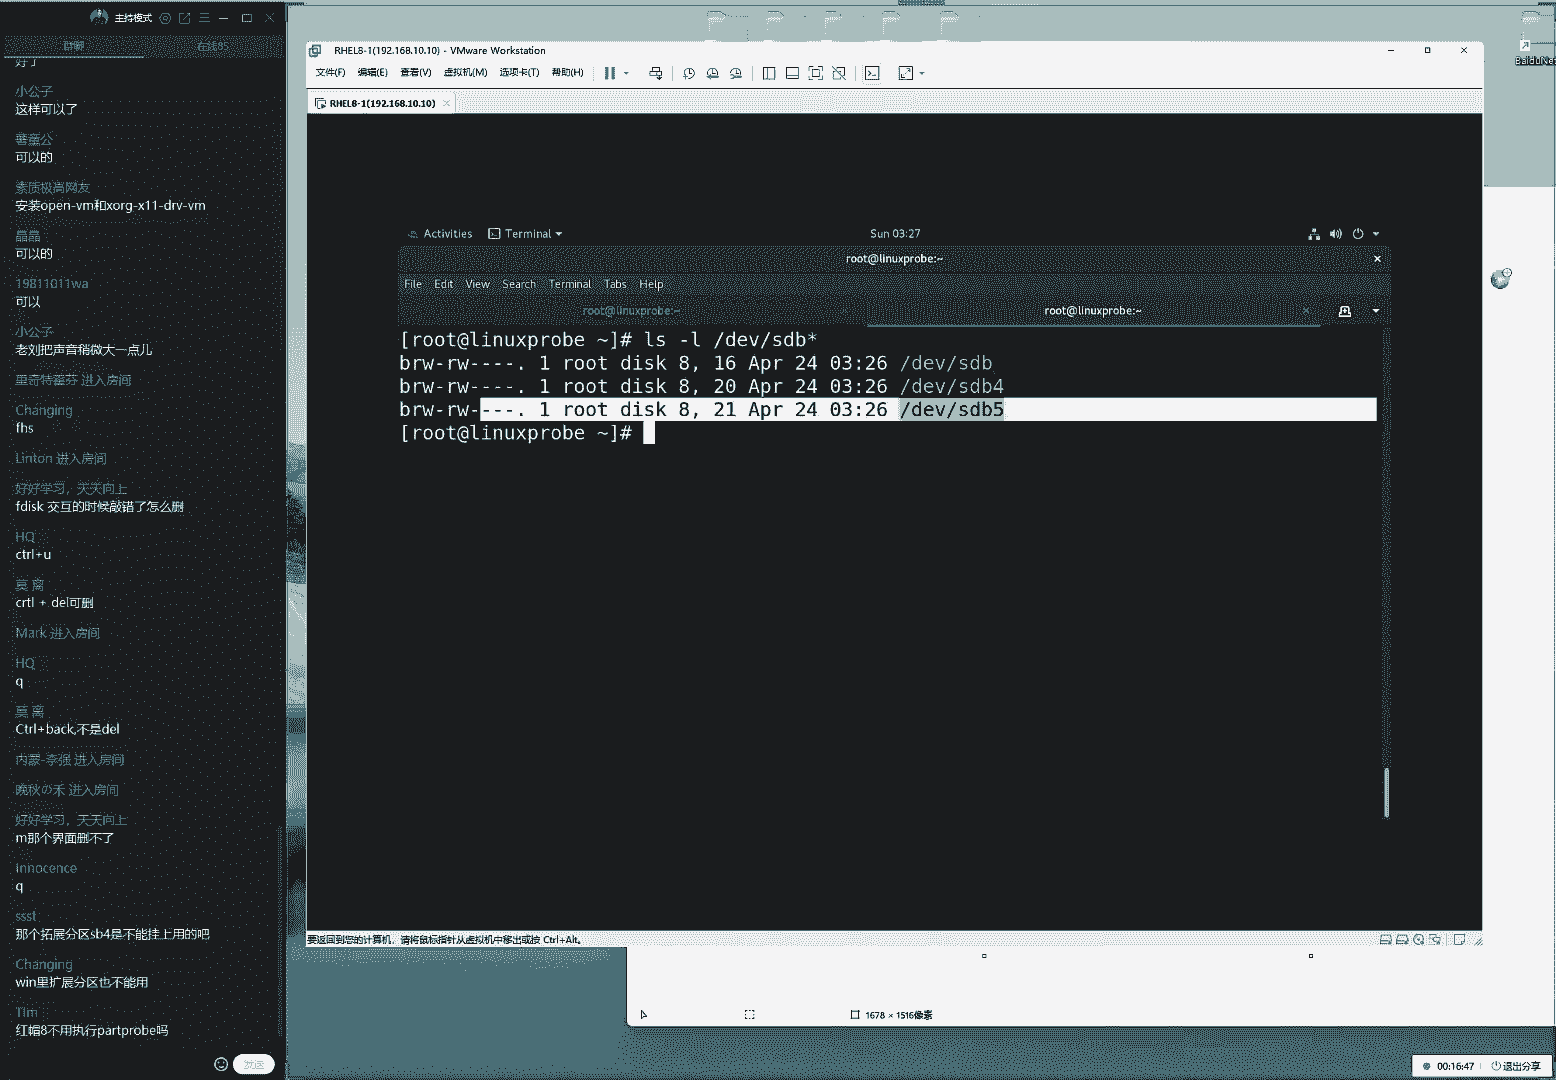 主持模式
在线85
好了
小公子
这样可以了
可以的
素质极高网友
安装open-vm和xorg-x11-drv-vm
晶晶
可以的
19811011wa
可以
小公子
老刘把声音稍微大一点儿
里奇特霍芬 进入房间
Changing
fhs
Linton 进入房间
好好学习，天天向上
fdisk 交互的时候敲错了怎么删
HQ
ctrl+u
莫 离
crtl + del可删
Mark 进入房间
HQ
q
莫 离
Ctrl+back,不是del
内蒙-李强 进入房间
晚秋の禾 进入房间
好好学习，天天向上
m那个界面删不了
Innocence
q
ssst
那个拓展分区sb4是不能挂上用的吧
Changing
win里扩展分区也不能用
Tim
红帽8不用执行partprobe吗
发送
RHEL8-1(192.168.10.10) - VMware Workstation
文件(F) 编辑(E) 查看(V) 虚拟机(M) 选项卡(T) 帮助(H)
RHEL8-1(192.168.10.10)
Activities Terminal Sun 03:27
root@linuxprobe:~
File Edit View Search Terminal Tabs Help
root@linuxprobe:~ root@linuxprobe:~
[root@linuxprobe ~]# ls -l /dev/sdb*
brw-rw----. 1 root disk 8, 16 Apr 24 03:26 /dev/sdb
brw-rw----. 1 root disk 8, 20 Apr 24 03:26 /dev/sdb4
brw-rw----. 1 root disk 8, 21 Apr 24 03:26 /dev/sdb5
[root@linuxprobe ~]#
要返回到您的计算机，请将鼠标指针从虚拟机中移出或按 Ctrl+Alt。
BaiduNet
1678 × 1516像素
00:16:47 退出分享